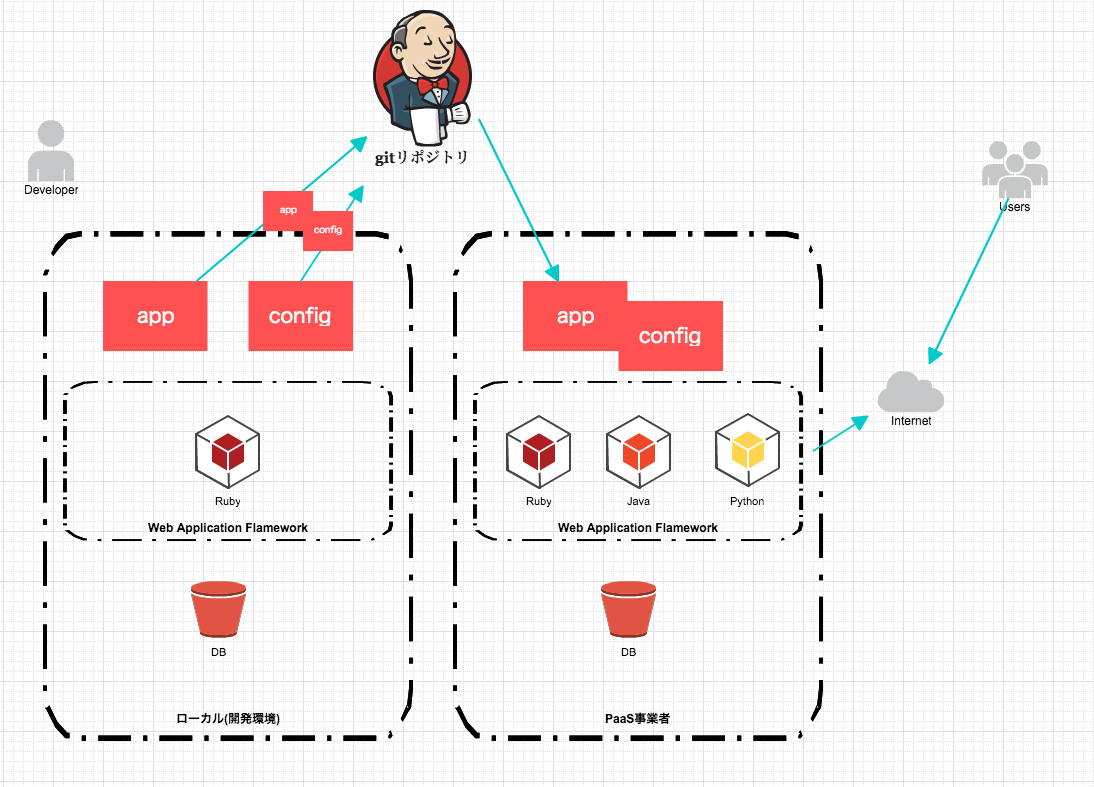 gitリポジトリ
Developer
Users
app
config
app
config
app
config
Internet
Ruby
Web Application Flamework
Ruby
Java
Python
Web Application Flamework
DB
DB
ローカル(開発環境)
PaaS事業者